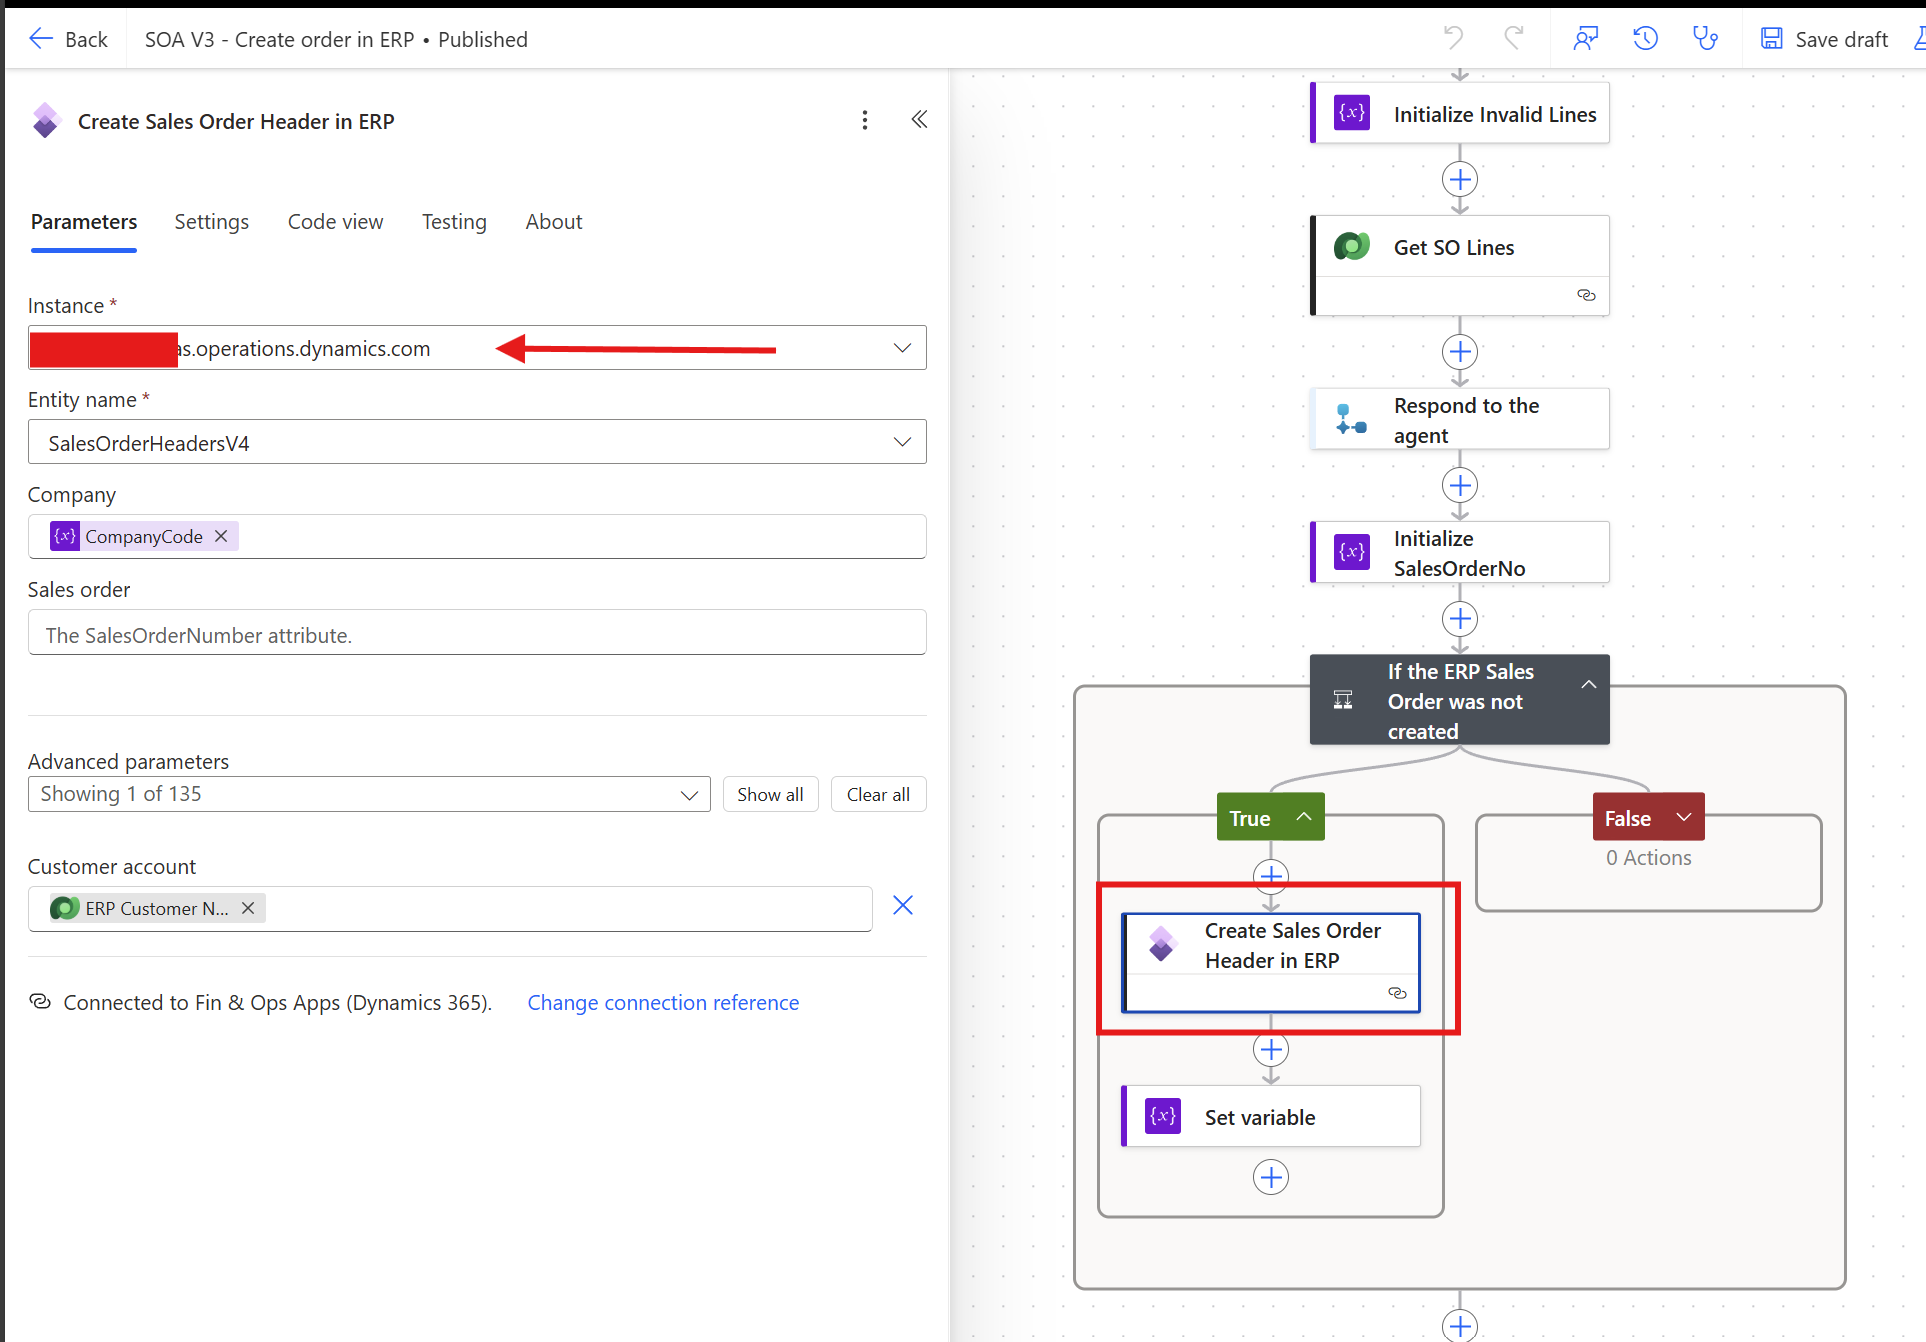 Back
SOA V3 - Create order in ERP • Published
Save draft
Create Sales Order Header in ERP
Parameters
Settings
Code view
Testing
About
Instance *
as.operations.dynamics.com
Entity name *
SalesOrderHeadersV4
Company
{x} CompanyCode
Sales order
The SalesOrderNumber attribute.
Advanced parameters
Showing 1 of 135
Show all
Clear all
Customer account
ERP Customer N...
Connected to Fin & Ops Apps (Dynamics 365).
Change connection reference
{x} Initialize Invalid Lines
Get SO Lines
Respond to the
agent
{x} Initialize
SalesOrderNo
If the ERP Sales
Order was not
created
True
False
0 Actions
Create Sales Order
Header in ERP
{x} Set variable